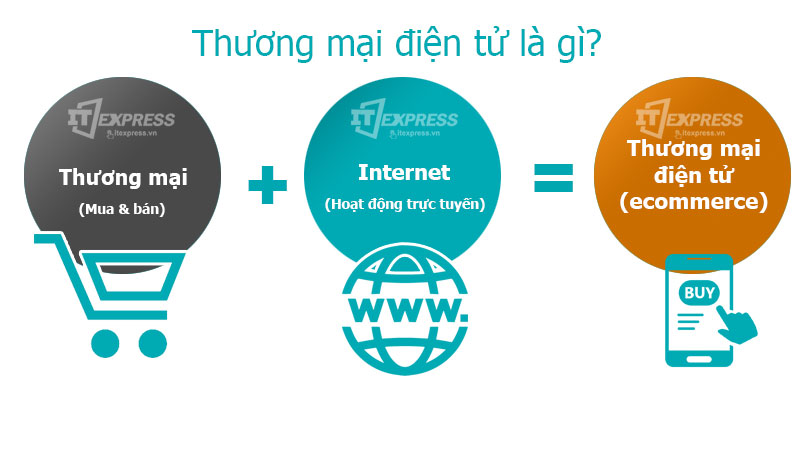 Thương mại điện tử là gì?
ITEXPRESS
itexpress.vn
Thương mại
(Mua & bán)
+
ITEXPRESS
itexpress.vn
Internet
(Hoạt động trực tuyến)
WWW.
=
ITEXPRESS
itexpress.vn
Thương mại
điện tử
(ecommerce)
BUY